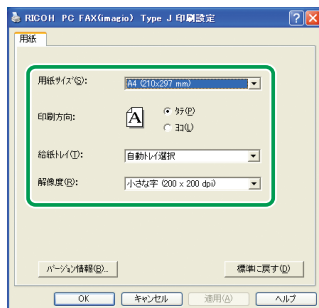 RICOH PC FAX(imagio) Type J 印刷設定
用紙
用紙サイズ(S): A4 (210x297 mm)
印刷方向: A タテ(P)
ヨコ(L)
給紙トレイ(T): 自動トレイ選択
解像度(R): 小さな字 (200 x 200 dpi)
バージョン情報(B)... 標準に戻す(D)
OK キャンセル 適用(A) ヘルプ